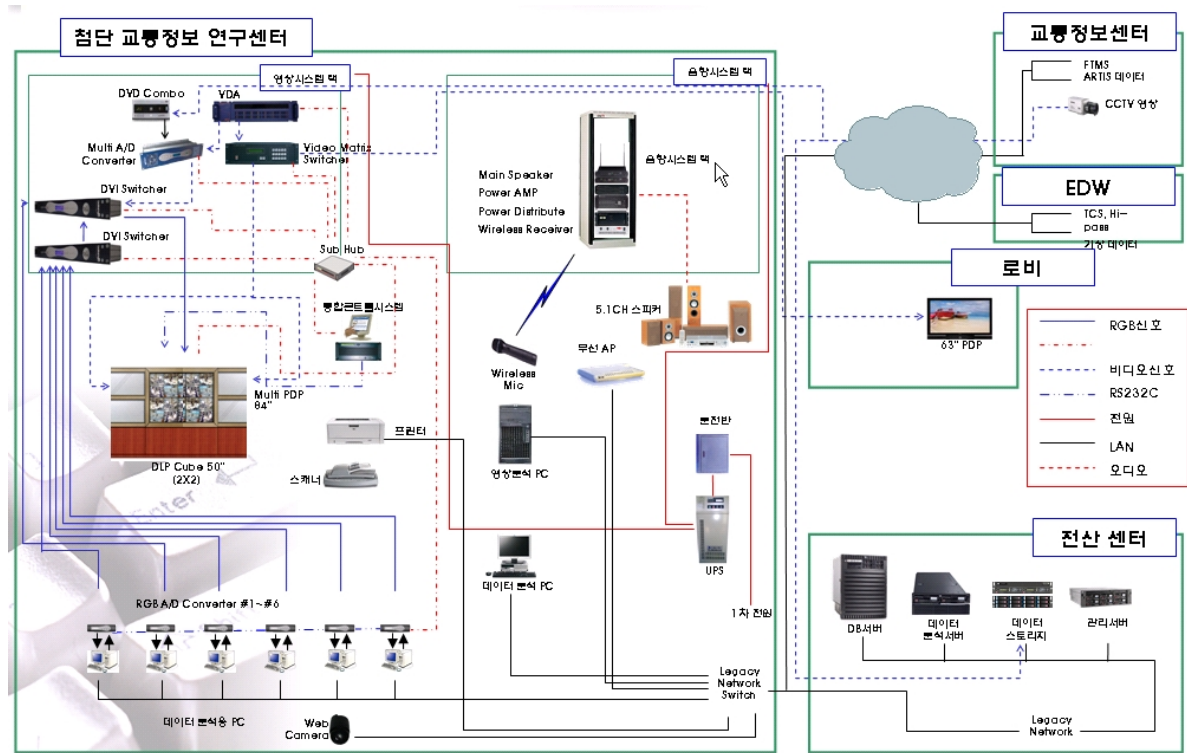 첨단 교통정보 연구센터
영상시스템 랙
음향시스템 랙
교통정보센터
FTMS
ARTIS 데이터
CCTV 영상
DVD Combo
VDA
Multi A/D
Converter
Video Matrix
Switcher
DVI Switcher
DVI Switcher
Sub Hub
통합콘트롤시스템
Multi PDP
84"
DLP Cube 50"
(2X2)
프린터
스캐너
음향시스템 랙
Main Speaker
Power AMP
Power Distribute
Wireless Receiver
5.1CH 스피커
Wireless
Mic
무선 AP
영상분석 PC
분전반
UPS
데이터 분석 PC
1차 전원
RGB A/D Converter #1~#6
데이터 분석용 PC
Web
Camera
Legacy
Network
Switch
EDW
TCS, Hi-
pass
기상 데이터
로비
63" PDP
RGB신호
비디오신호
RS232C
전원
LAN
오디오
전산 센터
DB서버
데이터
분석서버
데이터
스토리지
관리서버
Legacy
Network
Enter